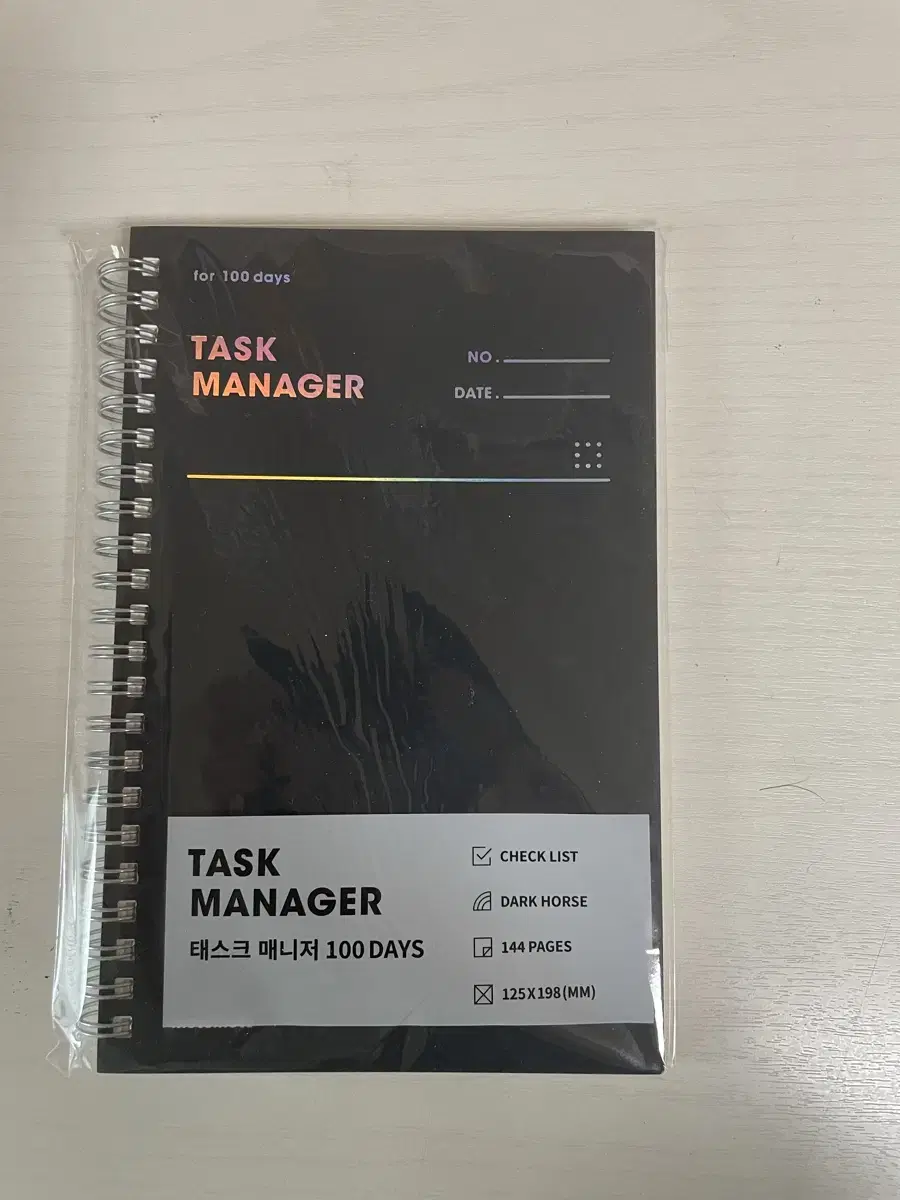 for 100 days
TASK
MANAGER
NO.
DATE.
TASK
MANAGER
태스크 매니저 100 DAYS
CHECK LIST
DARK HORSE
144 PAGES
125X198(MM)